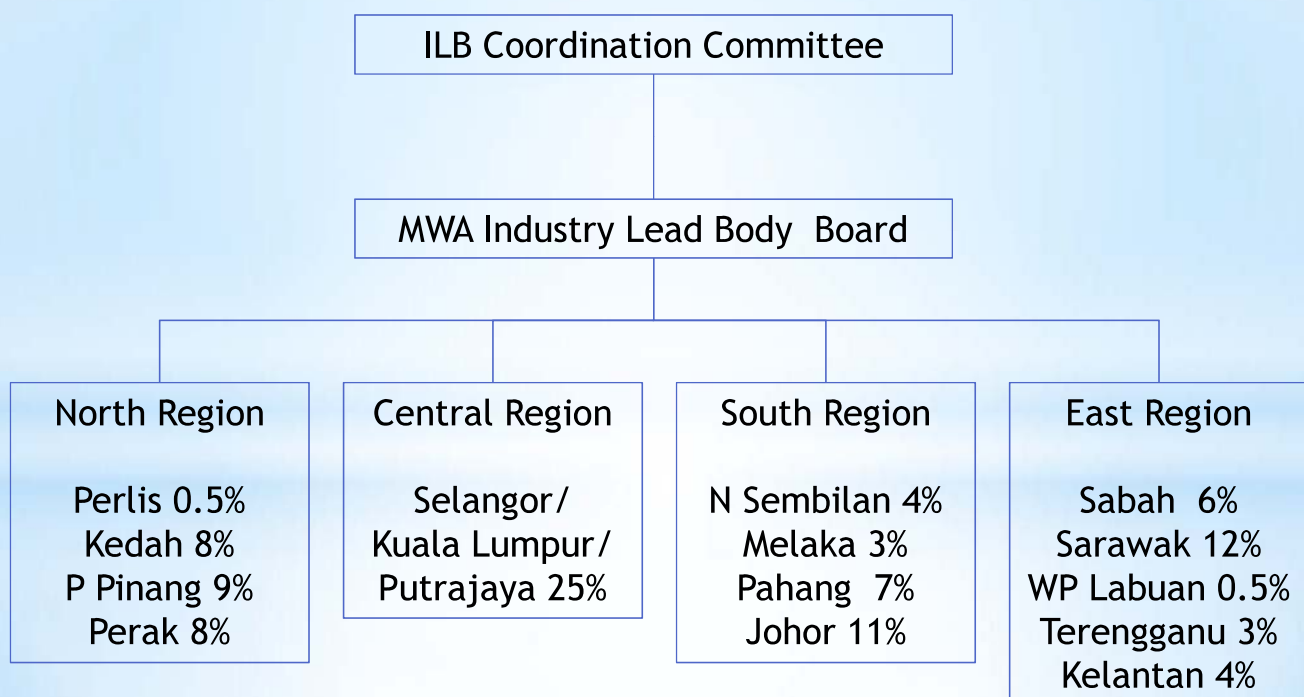 ILB Coordination Committee
MWA Industry Lead Body Board
North Region
Perlis 0.5%
Kedah 8%
P Pinang 9%
Perak 8%
Central Region
Selangor/
Kuala Lumpur/
Putrajaya 25%
South Region
N Sembilan 4%
Melaka 3%
Pahang 7%
Johor 11%
East Region
Sabah 6%
Sarawak 12%
WP Labuan 0.5%
Terengganu 3%
Kelantan 4%